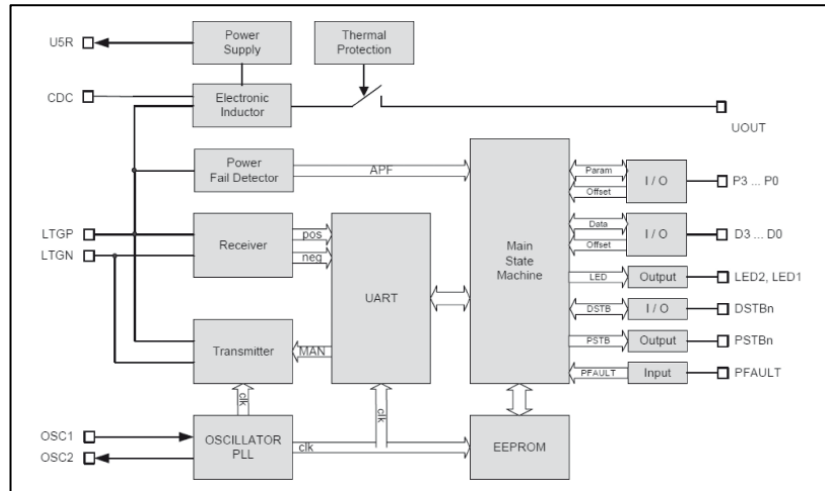 U5R
Power
Supply
Thermal
Protection
CDC
Electronic
Inductor
UOUT
Power
Fail Detector
APF
Main
State
Machine
Param
Offset
I / O
P3 ... P0
LTGP
LTGN
Receiver
pos
neg
UART
Data
Offset
I / O
D3 ... D0
LED
Output
LED2, LED1
DSTB
I / O
DSTBn
Transmitter
MAN
PSTB
Output
PSTBn
PFAULT
Input
PFAULT
clk
clk
OSC1
OSC2
OSCILLATOR
PLL
clk
EEPROM